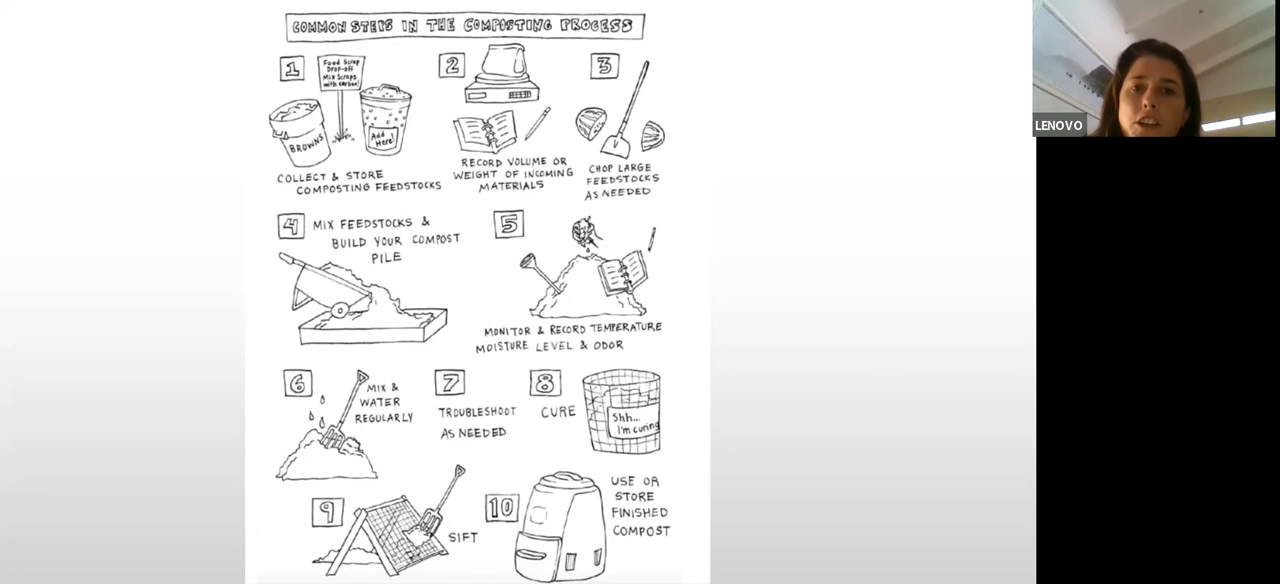 COMMON STEPS IN THE COMPOSTING PROCESS
1
Food Scrap
Drop-off
Mix Scraps
with carbon!
BROWNS
Add
Here!
COLLECT & STORE
COMPOSTING FEEDSTOCKS
2
RECORD VOLUME OR
WEIGHT OF INCOMING
MATERIALS
3
CHOP LARGE
FEEDSTOCKS
AS NEEDED
4
MIX FEEDSTOCKS &
BUILD YOUR COMPOST
PILE
5
MONITOR & RECORD TEMPERATURE
MOISTURE LEVEL & ODOR
6
MIX &
WATER
REGULARLY
7
TROUBLESHOOT
AS NEEDED
8
CURE
Shh...
I'm curing
9
SIFT
10
USE OR
STORE
FINISHED
COMPOST
LENOVO